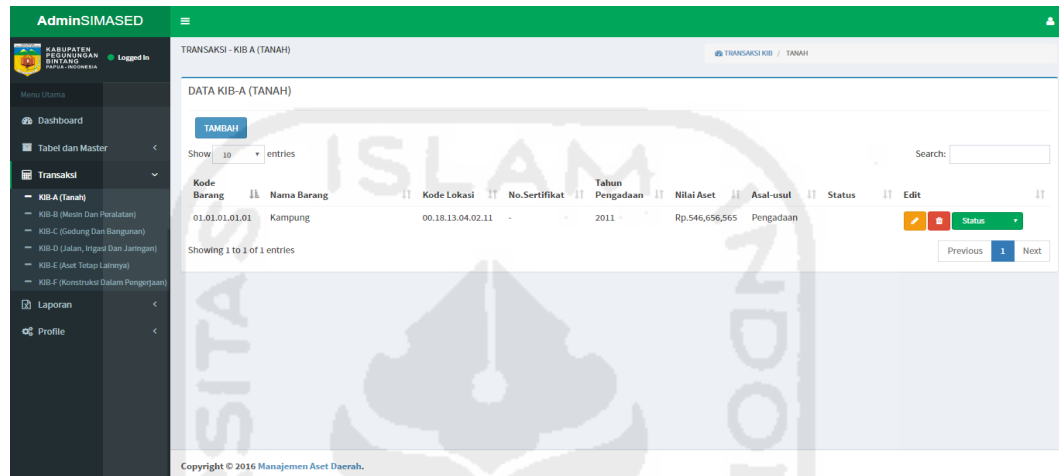 AdminSIMASED
KABUPATEN
PEGUNUNGAN
BINTANG
PAPUA - INDONESIA
Logged In
Menu Utama
Dashboard
Tabel dan Master
Transaksi
KIB-A (Tanah)
KIB-B (Mesin Dan Peralatan)
KIB-C (Gedung Dan Bangunan)
KIB-D (Jalan, Irigasi Dan Jaringan)
KIB-E (Aset Tetap Lainnya)
KIB-F (Konstruksi Dalam Pengerjaan)
Laporan
Profile
TRANSAKSI - KIB A (TANAH)
TRANSAKSI KIB / TANAH
DATA KIB-A (TANAH)
TAMBAH
Show 10 entries
Search:
Kode Barang Nama Barang Kode Lokasi No.Sertifikat Tahun Pengadaan Nilai Aset Asal-usul Status Edit
01.01.01.01.01 Kampung 00.18.13.04.02.11 - 2011 Rp.546,656,565 Pengadaan Status
Showing 1 to 1 of 1 entries
Previous 1 Next
Copyright © 2016 Manajemen Aset Daerah.
ISLAM
INDO
SITAS